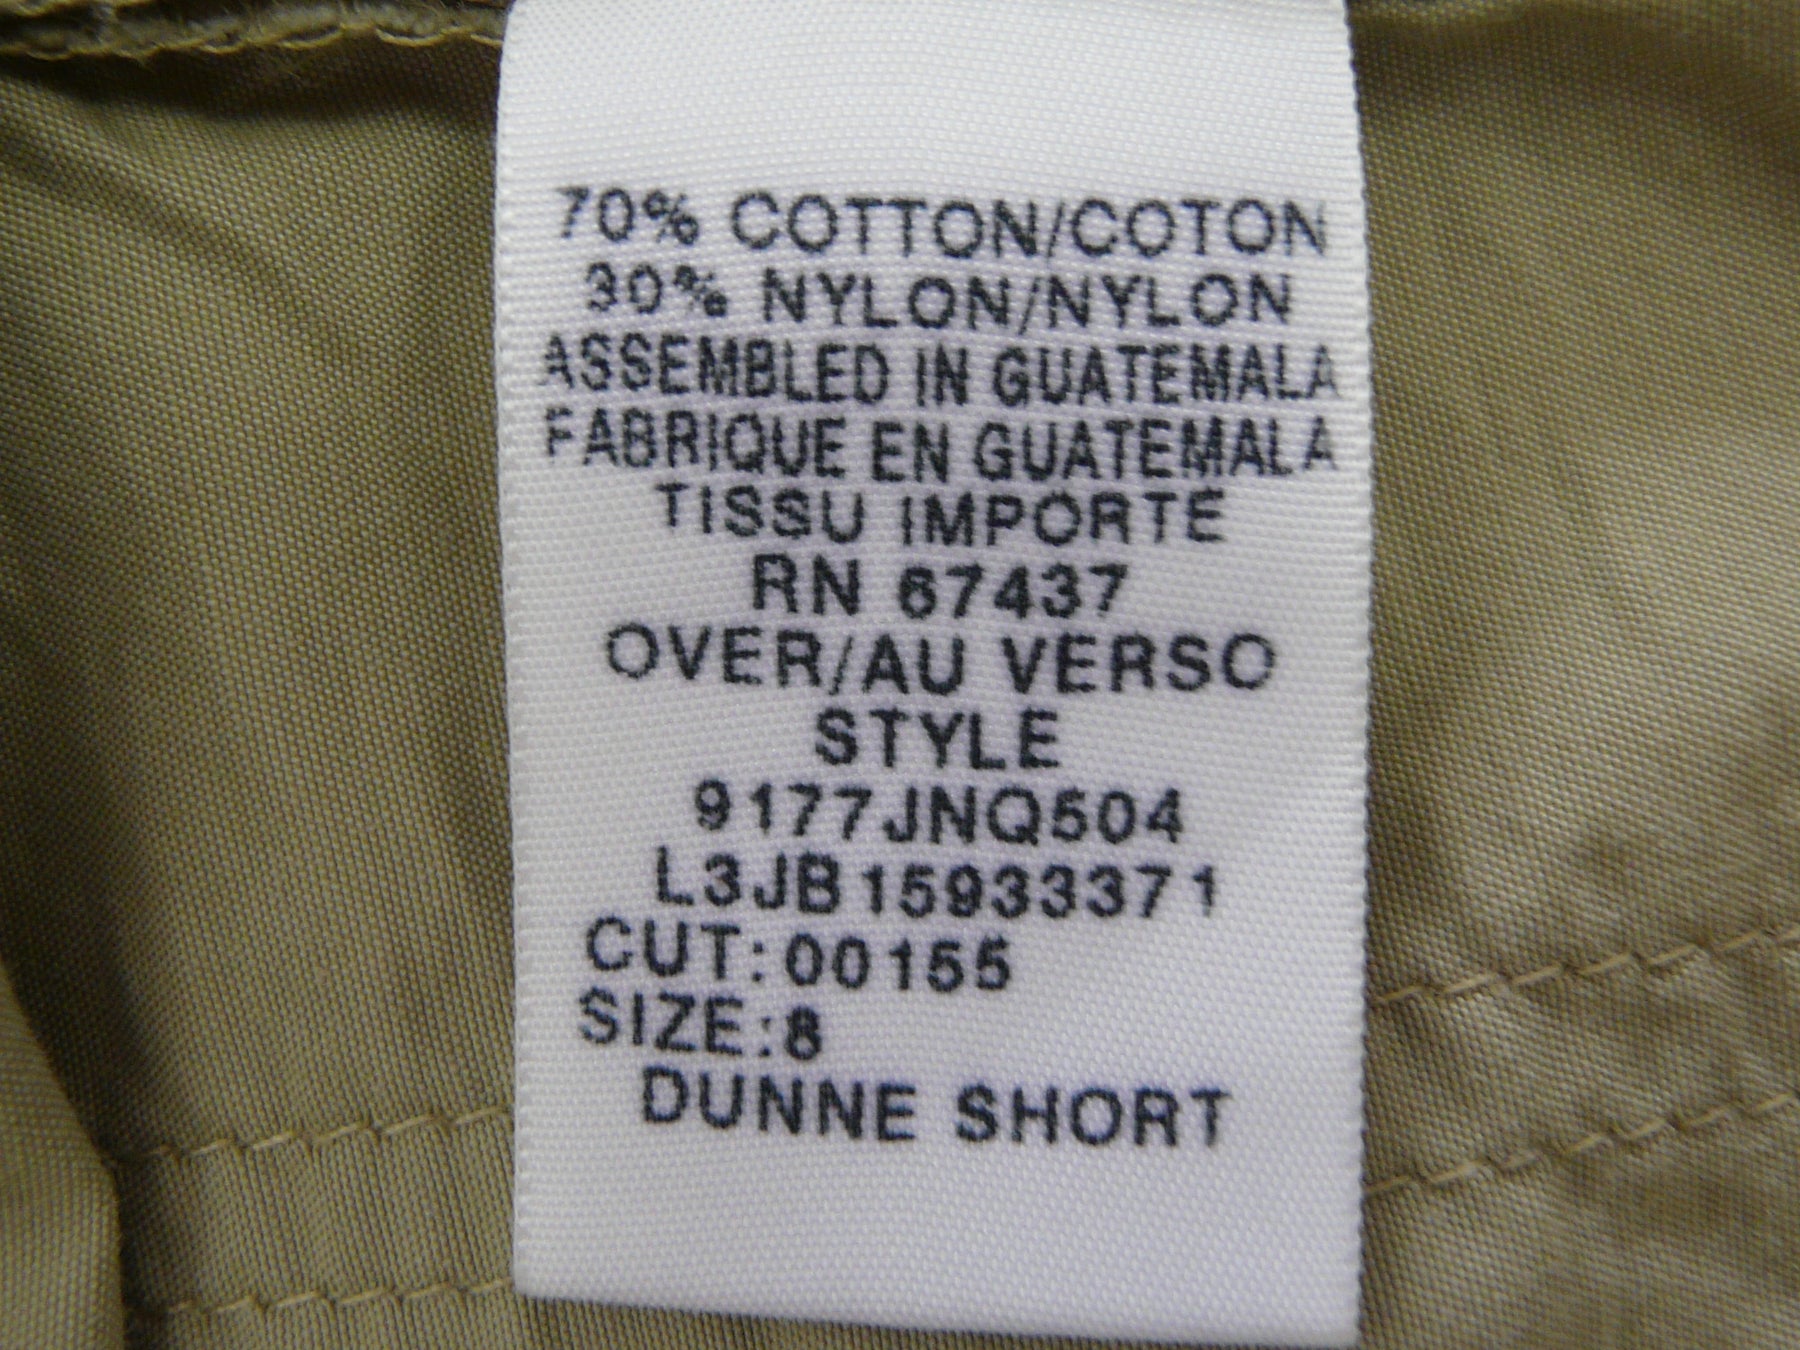 70% COTTON/COTON
30% NYLON/NYLON
ASSEMBLED IN GUATEMALA
FABRIQUE EN GUATEMALA
TISSU IMPORTÉ
RN 67437
OVER/AU VERSO
STYLE
9177JNQ504
L3JB15933371
CUT:00155
SIZE:8
DUNNE SHORT